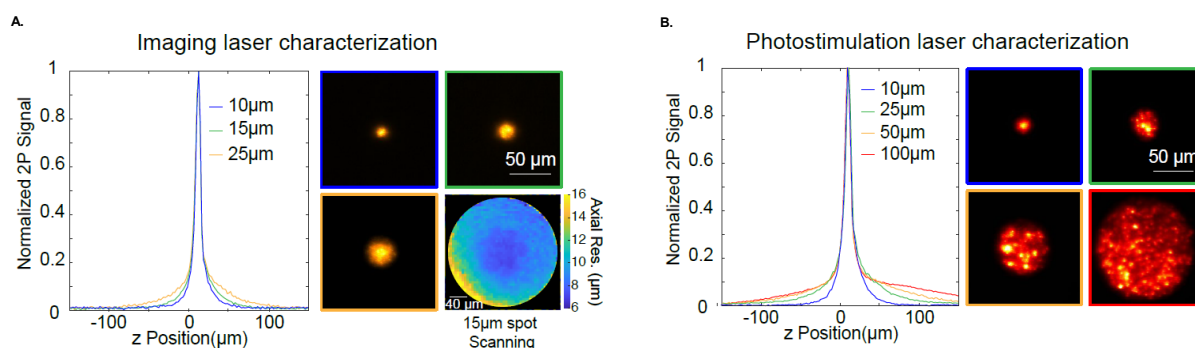 A.
Imaging laser characterization
Normalized 2P Signal
1
0.8
0.6
0.4
0.2
0
-100
0
100
z Position(µm)
10µm
15µm
25µm
50 µm
40 µm
16
14
12
10
8
6
Axial Res. (µm)
15µm spot
Scanning
B.
Photostimulation laser characterization
Normalized 2P Signal
1
0.8
0.6
0.4
0.2
0
-100
0
100
z Position(µm)
10µm
25µm
50µm
100µm
50 µm